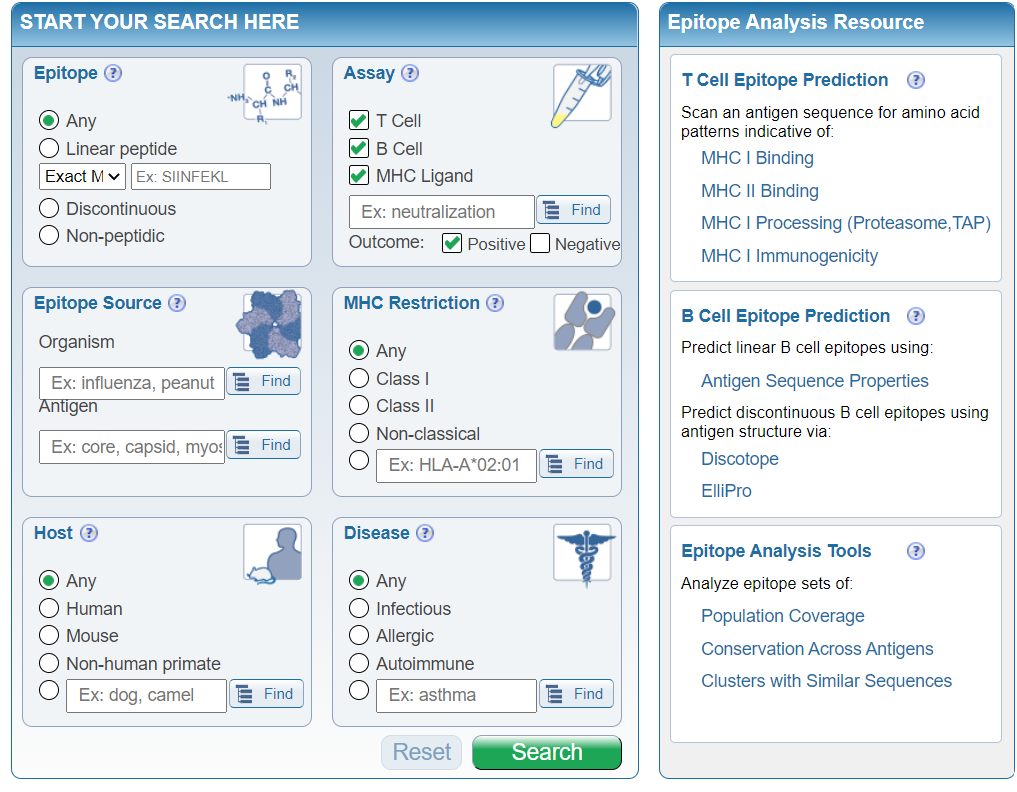 START YOUR SEARCH HERE
Epitope ?
Any
Linear peptide
Exact M Ex: SIINFEKL
Discontinuous
Non-peptidic
NH₂ CH R₁ C O NH CH R₂
Assay ?
T Cell
B Cell
MHC Ligand
Ex: neutralization Find
Outcome: Positive Negative
Epitope Source ?
Organism
Ex: influenza, peanut Find
Antigen
Ex: core, capsid, myos Find
MHC Restriction ?
Any
Class I
Class II
Non-classical
Ex: HLA-A*02:01 Find
Host ?
Any
Human
Mouse
Non-human primate
Ex: dog, camel Find
Disease ?
Any
Infectious
Allergic
Autoimmune
Ex: asthma Find
Reset Search
Epitope Analysis Resource
T Cell Epitope Prediction ?
Scan an antigen sequence for amino acid
patterns indicative of:
MHC I Binding
MHC II Binding
MHC I Processing (Proteasome,TAP)
MHC I Immunogenicity
B Cell Epitope Prediction ?
Predict linear B cell epitopes using:
Antigen Sequence Properties
Predict discontinuous B cell epitopes using
antigen structure via:
Discotope
ElliPro
Epitope Analysis Tools ?
Analyze epitope sets of:
Population Coverage
Conservation Across Antigens
Clusters with Similar Sequences